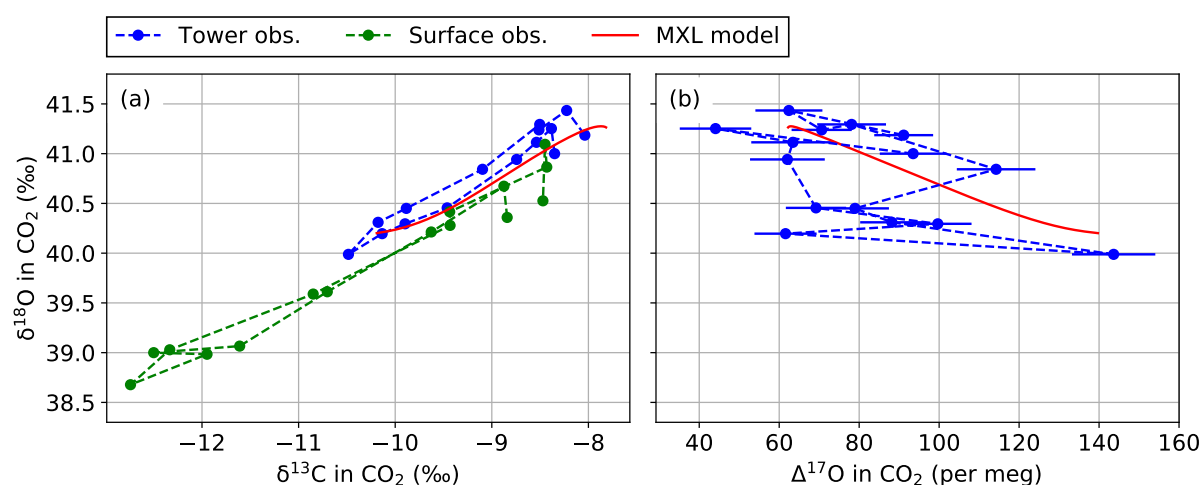 Tower obs. Surface obs. MXL model
(a) (b)
41.5
41.0
40.5
40.0
39.5
39.0
38.5
δ¹⁸O in CO₂ (‰)
−12 −11 −10 −9 −8
40 60 80 100 120 140 160
δ¹³C in CO₂ (‰)
Δ¹⁷O in CO₂ (per meg)